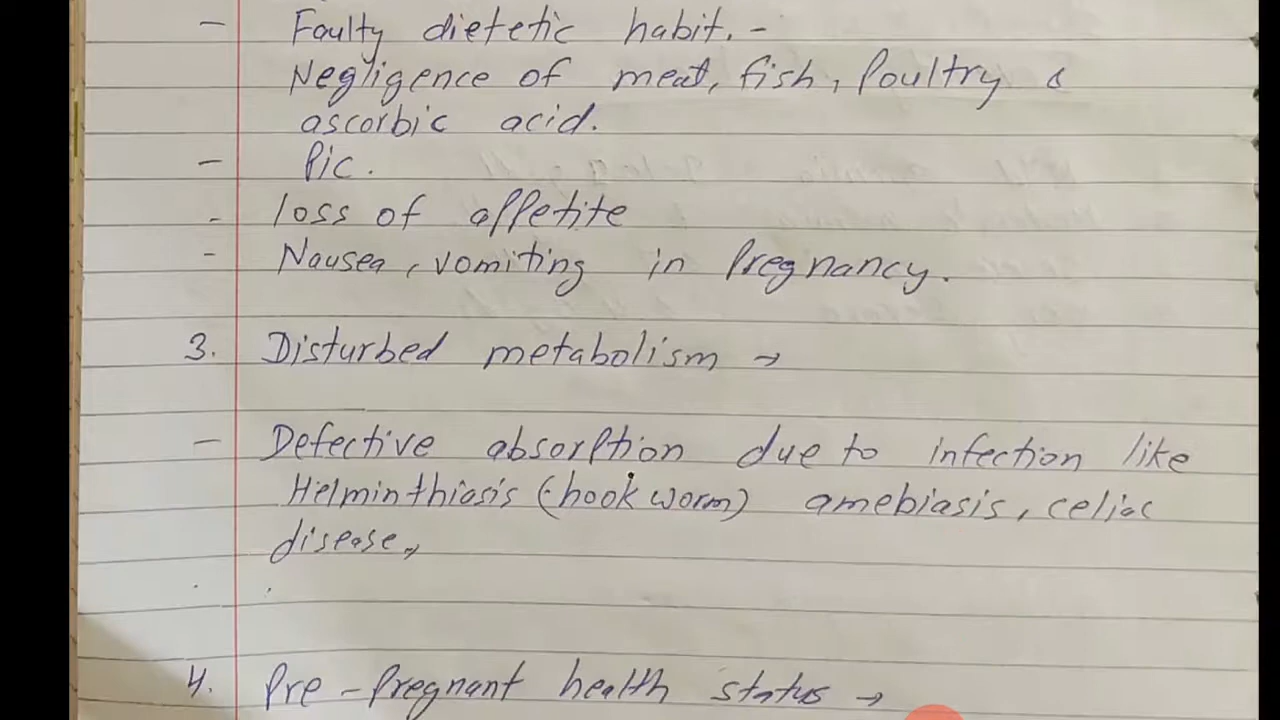 - Faulty dietetic habit. -
Negligence of meat, fish, Poultry &
ascorbic acid.
- Pic.
- loss of appetite
- Nausea, vomiting in Pregnancy.
3. Disturbed metabolism →
- Defective absorption due to infection like
Helminthiasis (hook worm) amebiasis, celiac
disease,
4. Pre-pregnant health status →